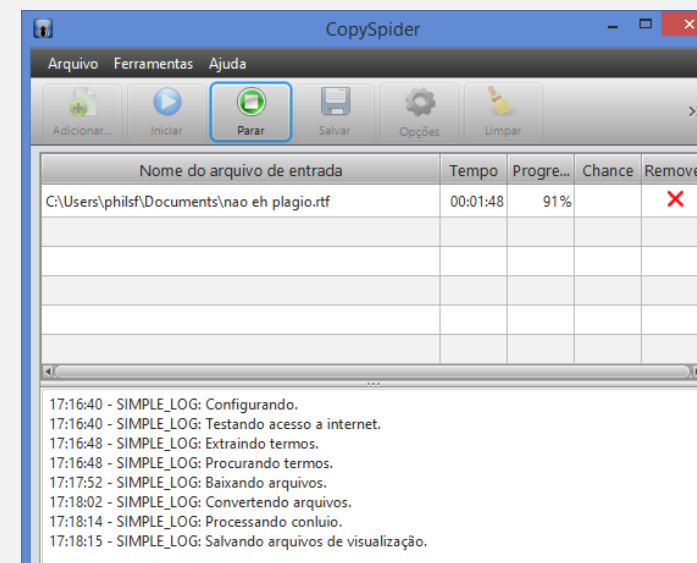 CopySpider
Arquivo Ferramentas Ajuda
Adicionar... Iniciar Parar Salvar Opções Limpar
Nome do arquivo de entrada Tempo Progre... Chance Remove
C:\Users\philsf\Documents\nao eh plagio.rtf 00:01:48 91%
17:16:40 - SIMPLE_LOG: Configurando.
17:16:40 - SIMPLE_LOG: Testando acesso a internet.
17:16:48 - SIMPLE_LOG: Extraindo termos.
17:16:48 - SIMPLE_LOG: Procurando termos.
17:17:52 - SIMPLE_LOG: Baixando arquivos.
17:18:02 - SIMPLE_LOG: Convertendo arquivos.
17:18:14 - SIMPLE_LOG: Processando conluio.
17:18:15 - SIMPLE_LOG: Salvando arquivos de visualização.